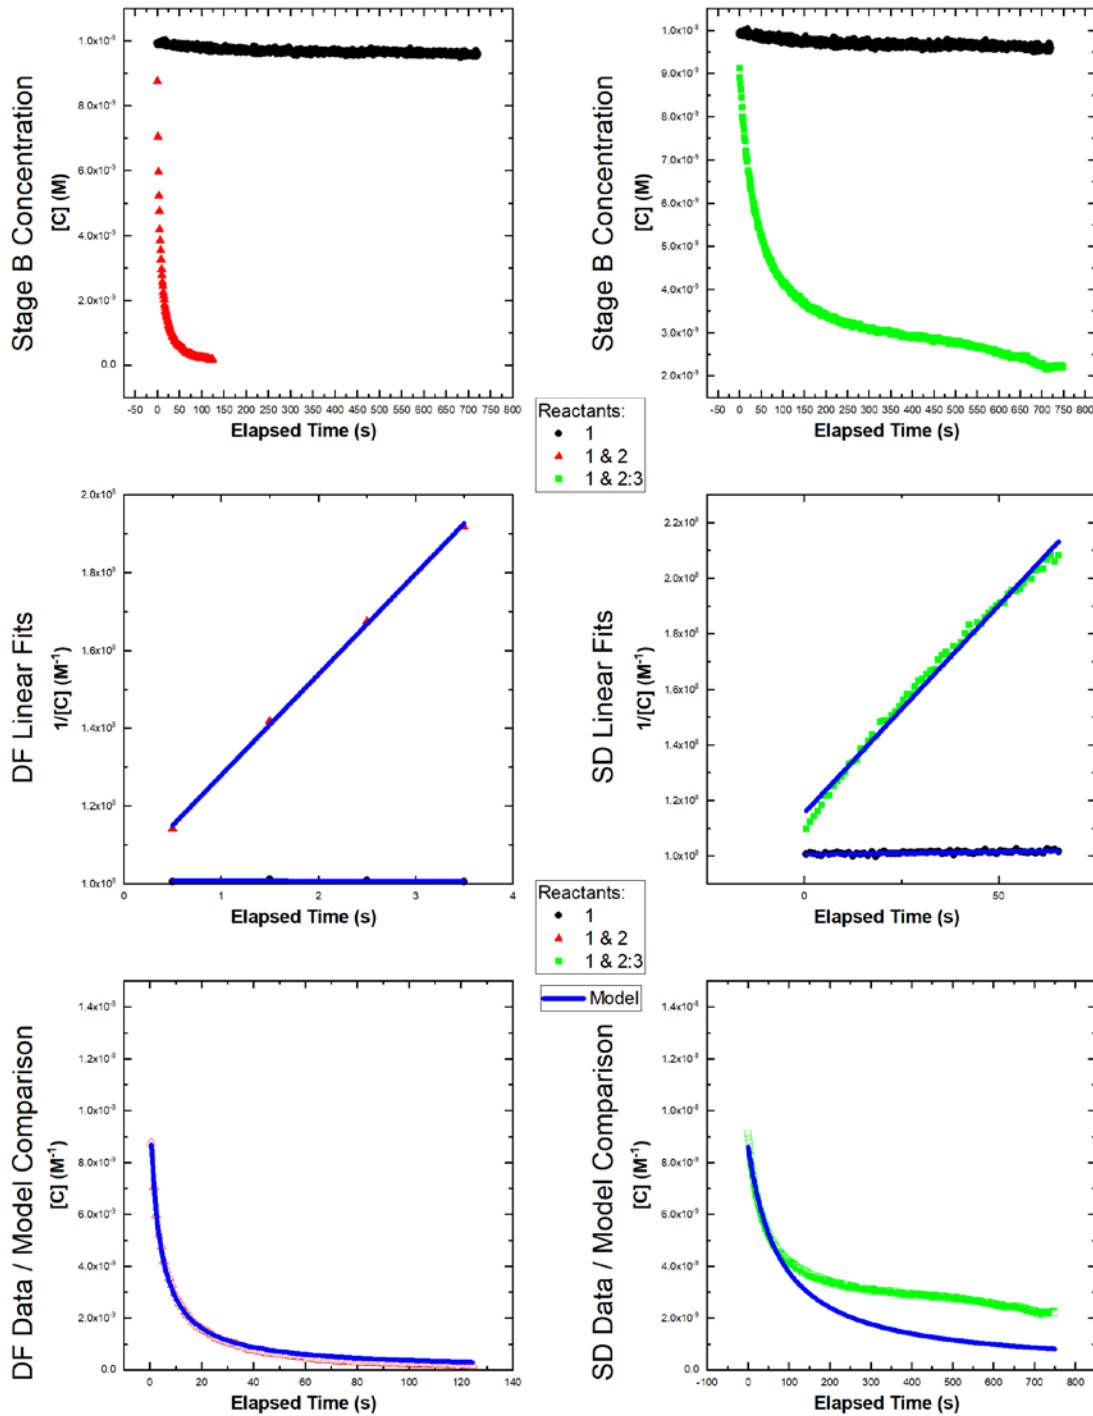 Stage B Concentration
[C] (M)
1.0x10⁻⁸
8.0x10⁻⁹
6.0x10⁻⁹
4.0x10⁻⁹
2.0x10⁻⁹
0.0
-50 0 50 100 150 200 250 300 350 400 450 500 550 600 650 700 750 800
Elapsed Time (s)
Stage B Concentration
[C] (M)
1.0x10⁻⁸
9.0x10⁻⁹
8.0x10⁻⁹
7.0x10⁻⁹
6.0x10⁻⁹
5.0x10⁻⁹
4.0x10⁻⁹
3.0x10⁻⁹
2.0x10⁻⁹
-50 0 50 100 150 200 250 300 350 400 450 500 550 600 650 700 750 800
Elapsed Time (s)
Reactants:
1
1 & 2
1 & 2:3
DF Linear Fits
1/[C] (M⁻¹)
2.0x10⁸
1.8x10⁸
1.6x10⁸
1.4x10⁸
1.2x10⁸
1.0x10⁸
0 1 2 3 4
Elapsed Time (s)
SD Linear Fits
1/[C] (M⁻¹)
2.2x10⁸
2.0x10⁸
1.8x10⁸
1.6x10⁸
1.4x10⁸
1.2x10⁸
1.0x10⁸
0 50
Elapsed Time (s)
Reactants:
1
1 & 2
1 & 2:3
Model
DF Data / Model Comparison
[C] (M⁻¹)
1.4x10⁻⁸
1.2x10⁻⁸
1.0x10⁻⁸
8.0x10⁻⁹
6.0x10⁻⁹
4.0x10⁻⁹
2.0x10⁻⁹
0.0
0 20 40 60 80 100 120 140
Elapsed Time (s)
SD Data / Model Comparison
[C] (M⁻¹)
1.4x10⁻⁸
1.2x10⁻⁸
1.0x10⁻⁸
8.0x10⁻⁹
6.0x10⁻⁹
4.0x10⁻⁹
2.0x10⁻⁹
0.0
-100 0 100 200 300 400 500 600 700 800
Elapsed Time (s)